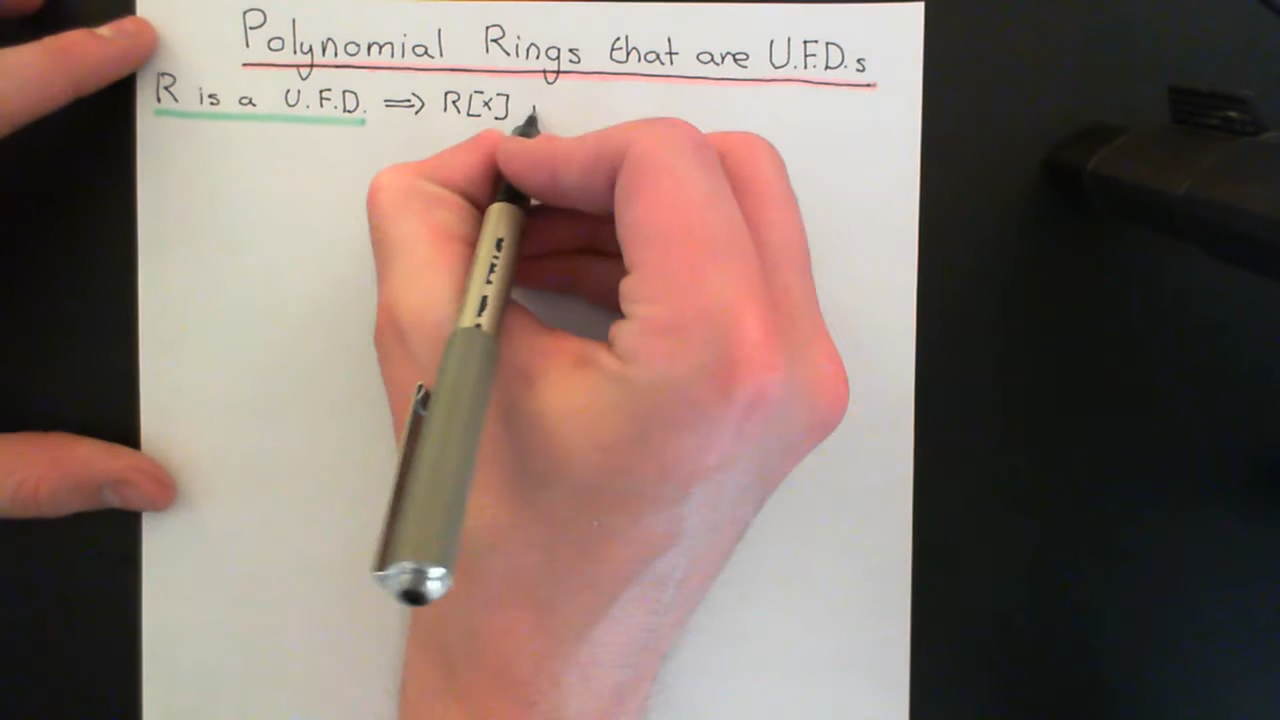 Polynomial Rings that are U.F.D.s
R is a U.F.D. ⟹ R[x]